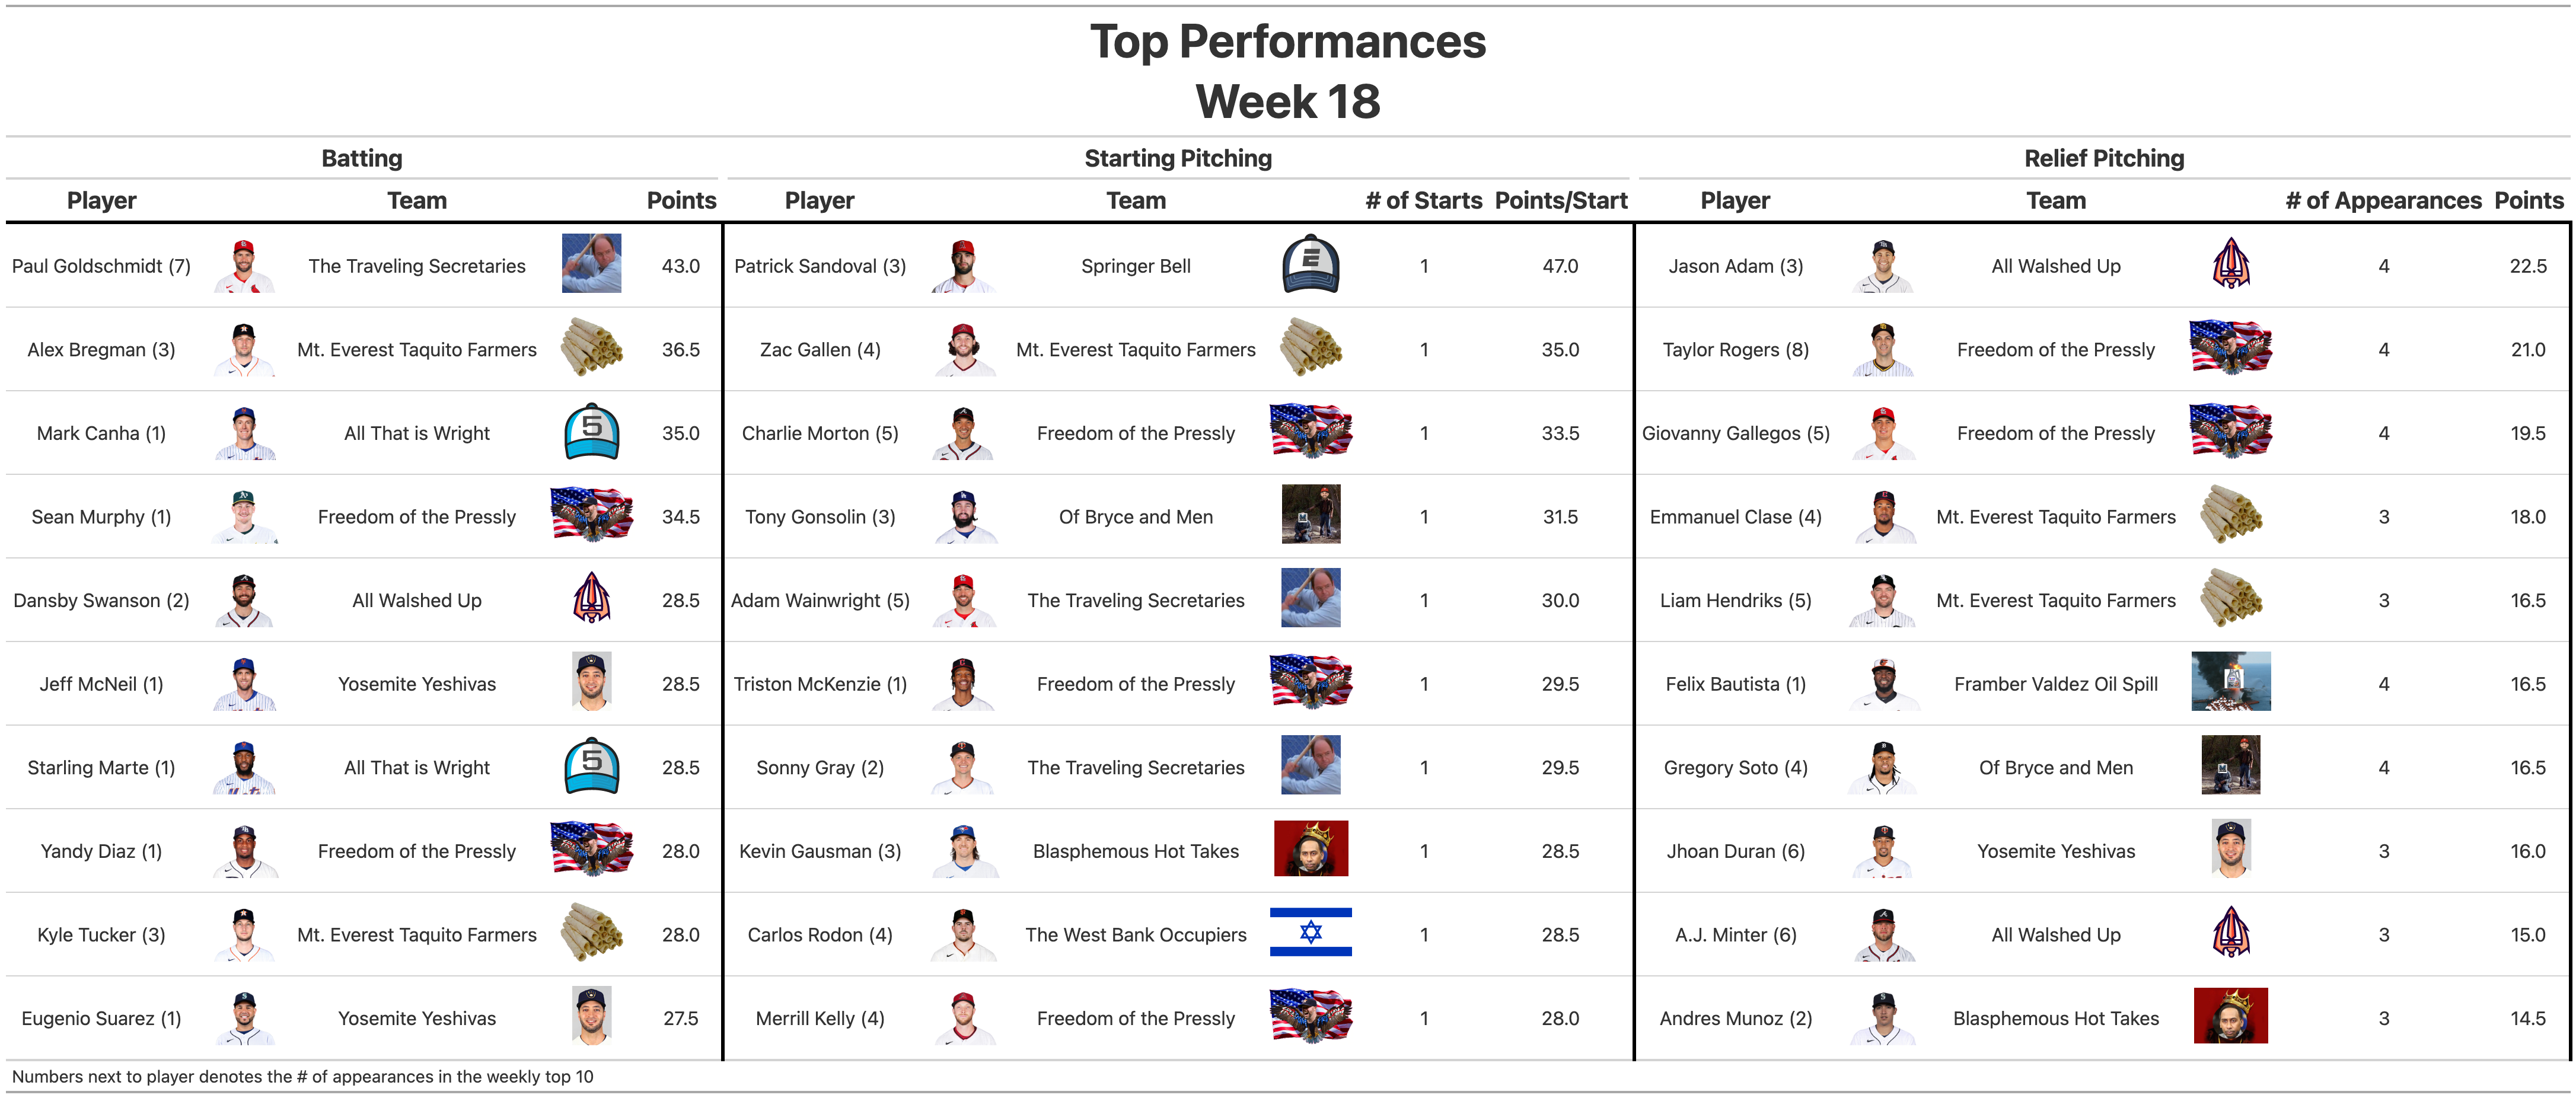 Top Performances
Week 18
Batting Starting Pitching Relief Pitching
Player Team Points Player Team # of Starts Points/Start Player Team # of Appearances Points
Paul Goldschmidt (7) The Traveling Secretaries 43.0 Patrick Sandoval (3) Springer Bell E 1 47.0 Jason Adam (3) All Walshed Up 4 22.5
Alex Bregman (3) Mt. Everest Taquito Farmers 36.5 Zac Gallen (4) Mt. Everest Taquito Farmers 1 35.0 Taylor Rogers (8) Freedom of the Pressly 4 21.0
Mark Canha (1) All That is Wright 5 35.0 Charlie Morton (5) Freedom of the Pressly 1 33.5 Giovanny Gallegos (5) Freedom of the Pressly 4 19.5
Sean Murphy (1) Freedom of the Pressly 34.5 Tony Gonsolin (3) Of Bryce and Men 1 31.5 Emmanuel Clase (4) Mt. Everest Taquito Farmers 3 18.0
Dansby Swanson (2) All Walshed Up 28.5 Adam Wainwright (5) The Traveling Secretaries 1 30.0 Liam Hendriks (5) Mt. Everest Taquito Farmers 3 16.5
Jeff McNeil (1) Yosemite Yeshivas 28.5 Triston McKenzie (1) Freedom of the Pressly 1 29.5 Felix Bautista (1) Framber Valdez Oil Spill 4 16.5
Starling Marte (1) All That is Wright 5 28.5 Sonny Gray (2) The Traveling Secretaries 1 29.5 Gregory Soto (4) Of Bryce and Men 4 16.5
Yandy Diaz (1) Freedom of the Pressly 28.0 Kevin Gausman (3) Blasphemous Hot Takes 1 28.5 Jhoan Duran (6) Yosemite Yeshivas 3 16.0
Kyle Tucker (3) Mt. Everest Taquito Farmers 28.0 Carlos Rodon (4) The West Bank Occupiers 1 28.5 A.J. Minter (6) All Walshed Up 3 15.0
Eugenio Suarez (1) Yosemite Yeshivas 27.5 Merrill Kelly (4) Freedom of the Pressly 1 28.0 Andres Munoz (2) Blasphemous Hot Takes 3 14.5
Numbers next to player denotes the # of appearances in the weekly top 10